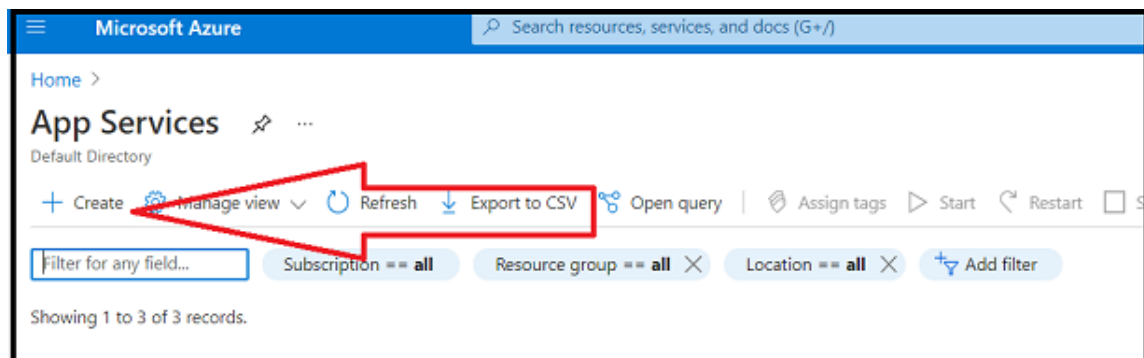 Microsoft Azure
Search resources, services, and docs (G+/)
Home >
App Services ...
Default Directory
+ Create Manage view Refresh Export to CSV Open query Assign tags Start Restart S
Filter for any field... Subscription == all Resource group == all Location == all Add filter
Showing 1 to 3 of 3 records.